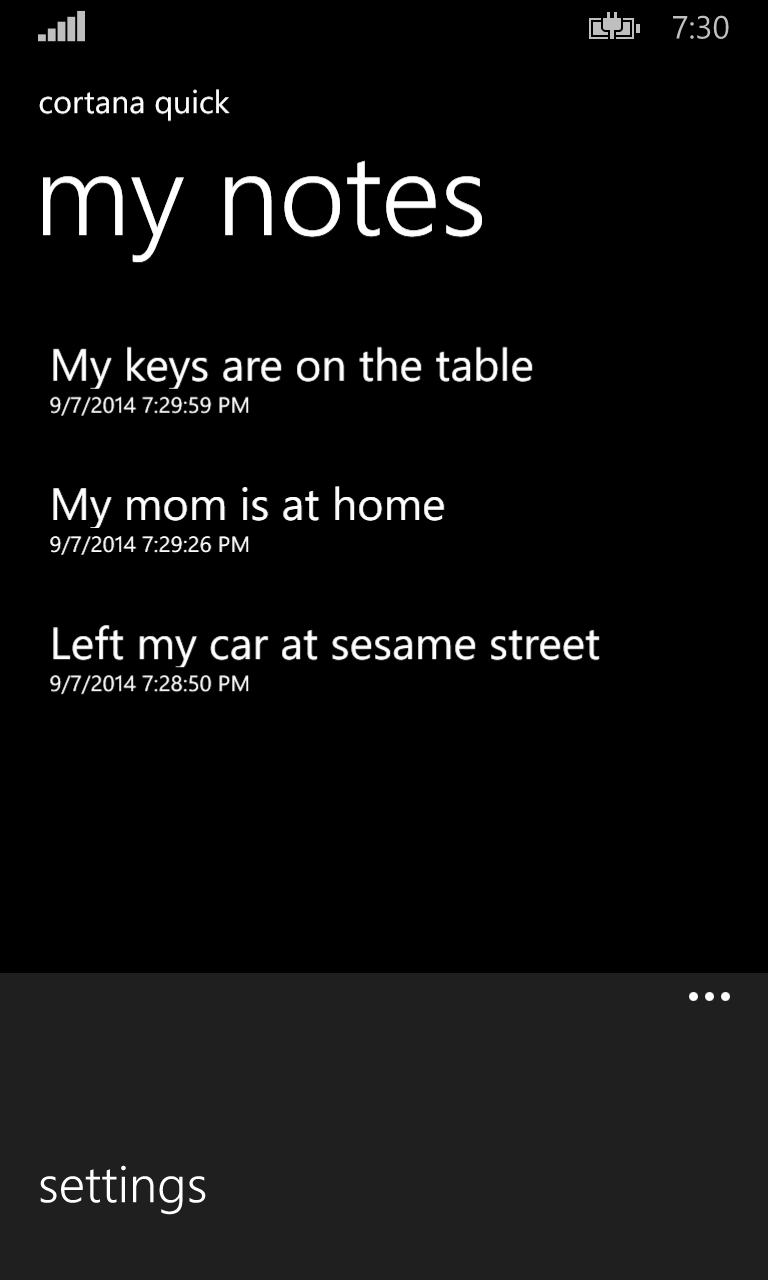 7:30
cortana quick
my notes
My keys are on the table
9/7/2014 7:29:59 PM
My mom is at home
9/7/2014 7:29:26 PM
Left my car at sesame street
9/7/2014 7:28:50 PM
settings